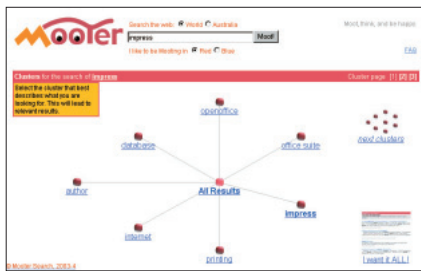 Mooter
Search the web: World Australia
impress Moot!
I like to be Meeting in Red Blue
Moot, think, and be happy.
FAQ
Clusters for the search of impress Cluster page [1] [2] [3]
Select the cluster that best
describes what you are
looking for. This will lead to
relevant results.
openoffice
database
office suite
next clusters
author
All Results
Impress
internet
printing
I want it ALL!
© Mooter Search, 2003-4